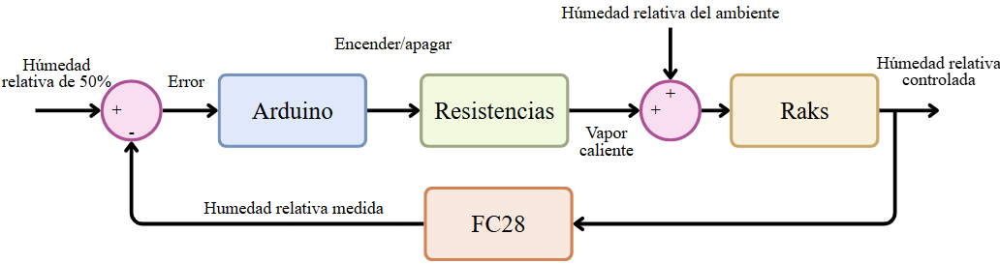 Húmedad relativa del ambiente
Encender/apagar
Húmedad
relativa de 50%
Error
Húmedad relativa
controlada
+
-
Arduino
Resistencias
Vapor
caliente
+
+
Raks
Humedad relativa medida
FC28